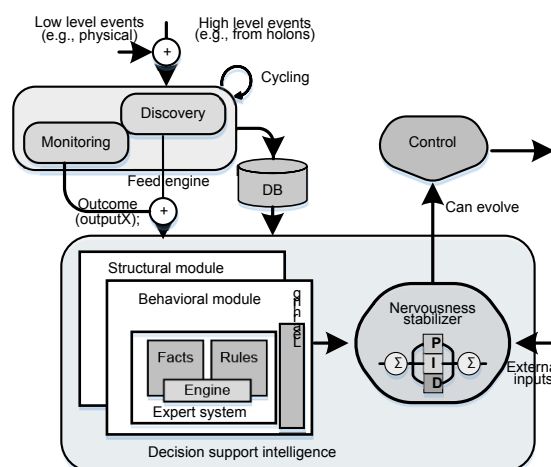 Low level events
(e.g., physical)
High level events
(e.g., from holons)
+
Cycling
Discovery
Monitoring
Control
Feed engine
DB
Outcome
(outputX);
+
Can evolve
Structural module
Behavioral module
Learning
Nervousness
stabilizer
P
Σ
I
Σ
D
Facts
Rules
Engine
Expert system
External
inputs
Decision support intelligence